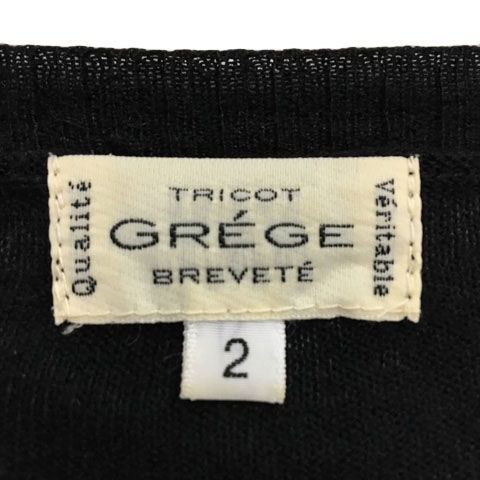 Qualité
TRICOT
GRÉGE
BREVETÉ
Véritable
2